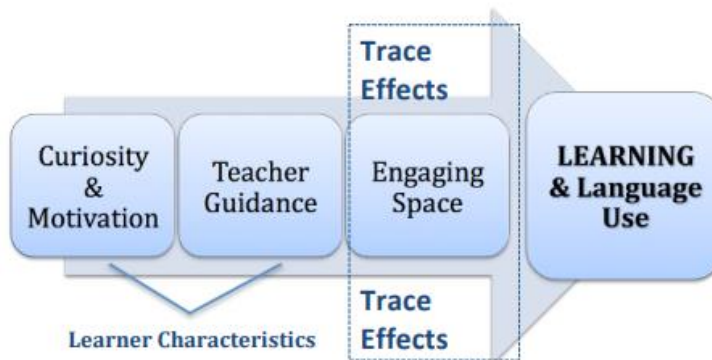 Trace
Effects
Curiosity
&
Motivation
Teacher
Guidance
Engaging
Space
LEARNING
& Language
Use
Trace
Effects
Learner Characteristics